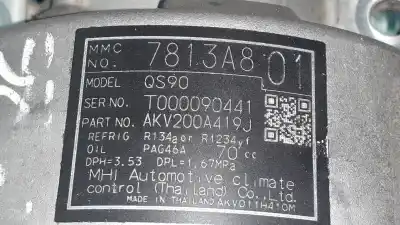 MMC NO. 7813A8 01
MODEL QS90
SER NO. T000090441
PART NO. AKV200A419J
REFRIG R134a or R1234yf
OIL PAG46A 70 cc
DPH=3.53 DPL=1.67MPa
MHI Automotive climate
control (Thailand) Co., Ltd.
MADE IN THAILAND